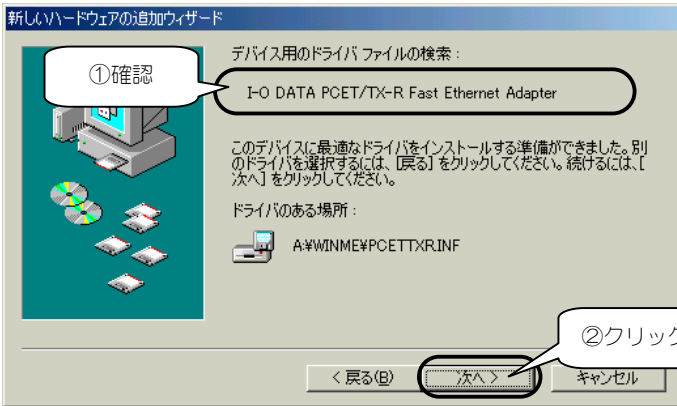 新しいハードウェアの追加ウィザード
①確認
デバイス用のドライバ ファイルの検索：
I-O DATA PCET/TX-R Fast Ethernet Adapter
このデバイスに最適なドライバをインストールする準備ができました。別
のドライバを選択するには、［戻る］をクリックしてください。続けるには、［
次へ］をクリックしてください。
ドライバのある場所：
A:¥WINME¥PCETTXR.INF
②クリック
< 戻る(B)
次へ >
キャンセル